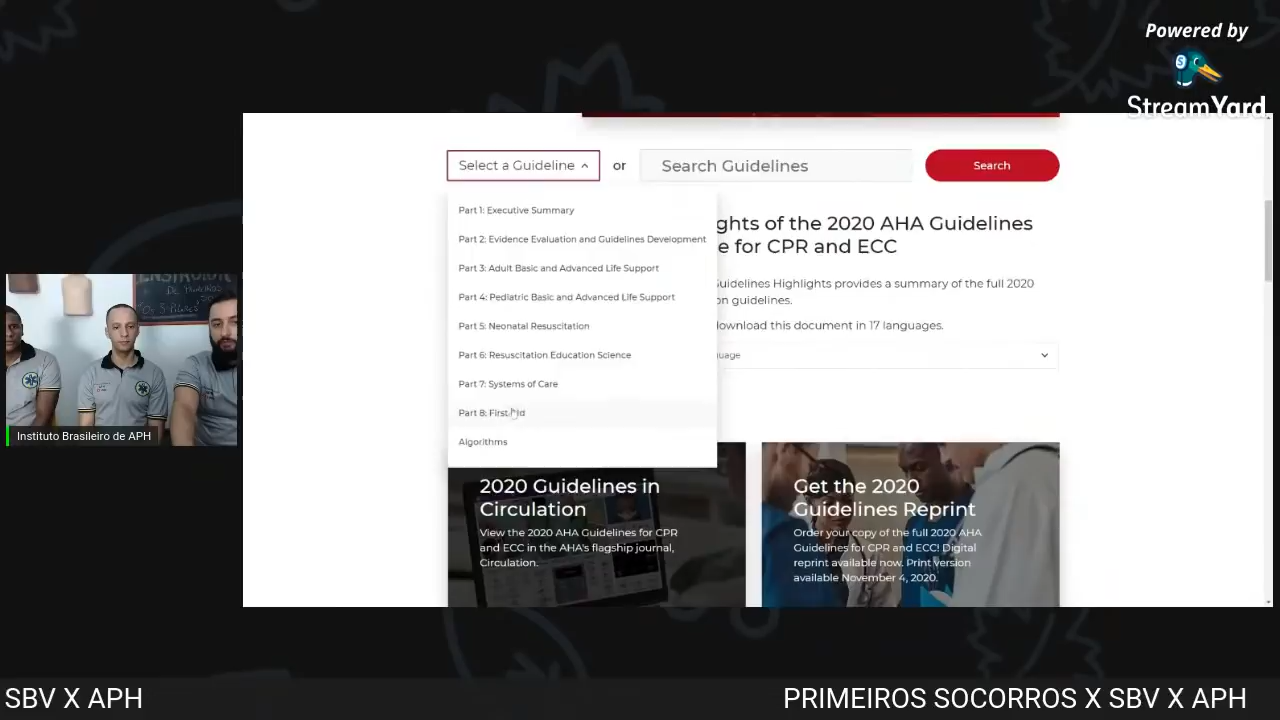 Powered by
StreamYard
Select a Guideline
or
Search Guidelines
Search
Part 1: Executive Summary
Part 2: Evidence Evaluation and Guidelines Development
Part 3: Adult Basic and Advanced Life Support
Part 4: Pediatric Basic and Advanced Life Support
Part 5: Neonatal Resuscitation
Part 6: Resuscitation Education Science
Part 7: Systems of Care
Part 8: First Aid
Algorithms
ghts of the 2020 AHA Guidelines
e for CPR and ECC
Guidelines Highlights provides a summary of the full 2020
on guidelines.
download this document in 17 languages.
guage
2020 Guidelines in
Circulation
View the 2020 AHA Guidelines for CPR
and ECC in the AHA's flagship journal,
Circulation.
Get the 2020
Guidelines Reprint
Order your copy of the full 2020 AHA
Guidelines for CPR and ECC! Digital
reprint available now. Print version
available November 4, 2020.
DE PRIMEIROS
Instituto Brasileiro de APH
SBV X APH
PRIMEIROS SOCORROS X SBV X APH